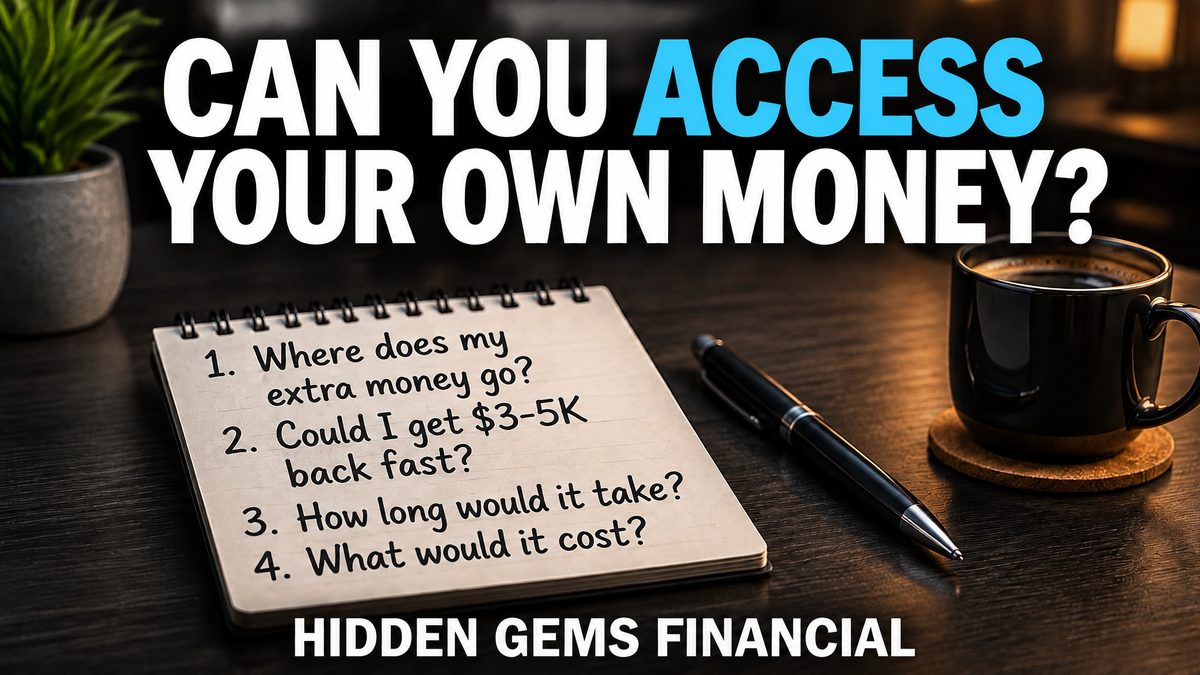 CAN YOU ACCESS
YOUR OWN MONEY?
1. Where does my
extra money go?
2. Could I get $3-5K
back fast?
3. How long would it take?
4. What would it cost?
HIDDEN GEMS FINANCIAL